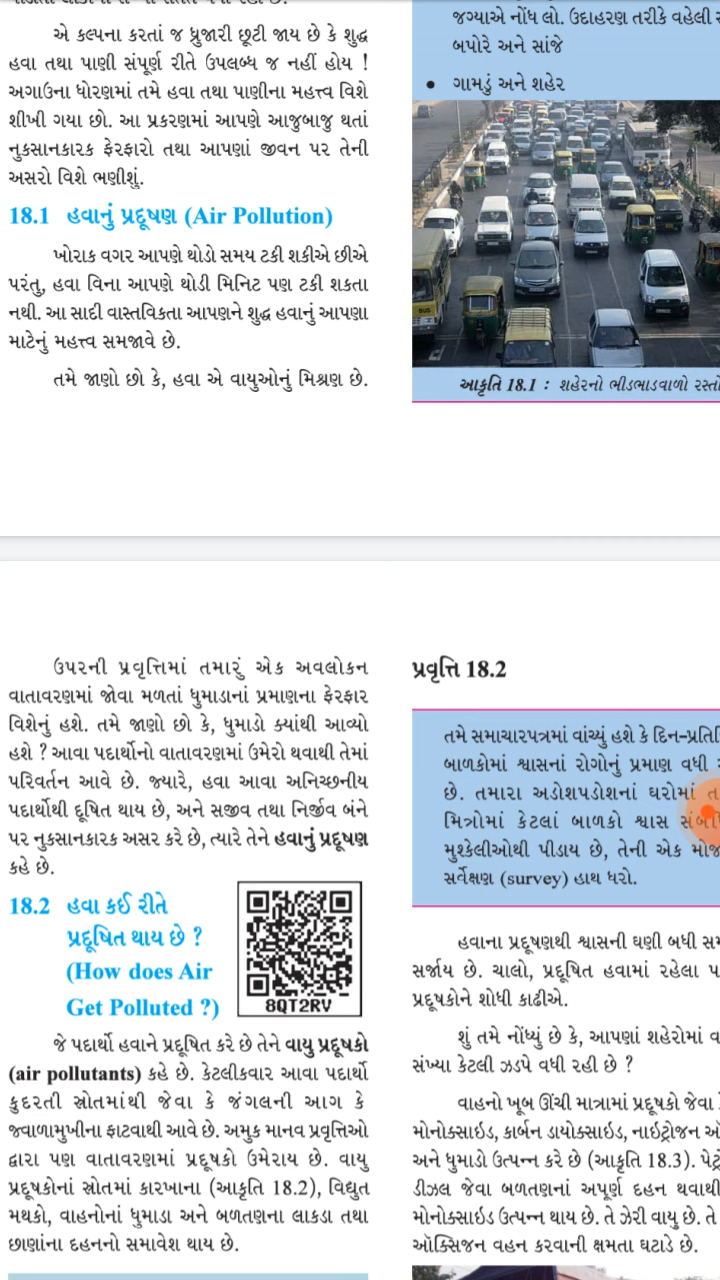 એ કલ્પના કરતાં જ ધ્રુજારી છૂટી જાય છે કે શુદ્ધ
હવા તથા પાણી સંપૂર્ણ રીતે ઉપલબ્ધ જ નહીં હોય !
અગાઉના ધોરણમાં તમે હવા તથા પાણીના મહત્ત્વ વિશે
શીખી ગયા છો. આ પ્રકરણમાં આપણે આજુબાજુ થતાં
નુકસાનકારક ફેરફારો તથા આપણાં જીવન પર તેની
અસરો વિશે ભણીશું.
18.1 હવાનું પ્રદૂષણ (Air Pollution)
ખોરાક વગર આપણે થોડો સમય ટકી શકીએ છીએ
પરંતુ, હવા વિના આપણે થોડી મિનિટ પણ ટકી શકતા
નથી. આ સાદી વાસ્તવિકતા આપણને શુદ્ધ હવાનું આપણા
માટેનું મહત્ત્વ સમજાવે છે.
તમે જાણો છો કે, હવા એ વાયુઓનું મિશ્રણ છે.
જગ્યાએ નોંધ લો. ઉદાહરણ તરીકે વહેલી
બપોરે અને સાંજે
• ગામડું અને શહેર
BUS
આકૃતિ 18.1 : શહેરનો ભીડભાડવાળો રસ્તો
ઉપરની પ્રવૃત્તિમાં તમારું એક અવલોકન
વાતાવરણમાં જોવા મળતાં ધુમાડાનાં પ્રમાણના ફેરફાર
વિશેનું હશે. તમે જાણો છો કે, ધુમાડો ક્યાંથી આવ્યો
હશે ? આવા પદાર્થોનો વાતાવરણમાં ઉમેરો થવાથી તેમાં
પરિવર્તન આવે છે. જ્યારે, હવા આવા અનિચ્છનીય
પદાર્થોથી દૂષિત થાય છે, અને સજીવ તથા નિર્જીવ બંને
પર નુકસાનકારક અસર કરે છે, ત્યારે તેને હવાનું પ્રદૂષણ
કહે છે.
18.2 હવા કઈ રીતે
પ્રદૂષિત થાય છે ?
(How does Air
Get Polluted ?)
8QT2RV
જે પદાર્થો હવાને પ્રદૂષિત કરે છે તેને વાયુ પ્રદૂષકો
(air pollutants) કહે છે. કેટલીકવાર આવા પદાર્થો
કુદરતી સ્રોતમાંથી જેવા કે જંગલની આગ કે
જ્વાળામુખીના ફાટવાથી આવે છે. અમુક માનવ પ્રવૃત્તિઓ
દ્વારા પણ વાતાવરણમાં પ્રદૂષકો ઉમેરાય છે. વાયુ
પ્રદૂષકોનાં સ્રોતમાં કારખાના (આકૃતિ 18.2), વિદ્યુત
મથકો, વાહનોનાં ધુમાડા અને બળતણના લાકડા તથા
છાણાંના દહનનો સમાવેશ થાય છે.
પ્રવૃત્તિ 18.2
તમે સમાચારપત્રમાં વાંચ્યું હશે કે દિન-પ્રતિદિ
બાળકોમાં શ્વાસનાં રોગોનું પ્રમાણ વધી
છે. તમારા અડોશપડોશનાં ઘરોમાં
મિત્રોમાં કેટલાં બાળકો શ્વાસ
મુશ્કેલીઓથી પીડાય છે, તેની એક મોજ
સર્વેક્ષણ (survey) હાથ ધરો.
હવાના પ્રદૂષણથી શ્વાસની ઘણી બધી
સર્જાય છે. ચાલો, પ્રદૂષિત હવામાં રહેલા
પ્રદૂષકોને શોધી કાઢીએ.
શું તમે નોંધ્યું છે કે, આપણાં શહેરોમાં
સંખ્યા કેટલી ઝડપે વધી રહી છે ?
વાહનો ખૂબ ઊંચી માત્રામાં પ્રદૂષકો જેવા
મોનોક્સાઇડ, કાર્બન ડાયોક્સાઇડ, નાઇટ્રોજન
અને ધુમાડો ઉત્પન્ન કરે છે (આકૃતિ 18.3). પેટ્રો
ડીઝલ જેવા બળતણનાં અપૂર્ણ દહન થવાથી
મોનોક્સાઇડ ઉત્પન્ન થાય છે. તે ઝેરી વાયુ છે. તે
ઑક્સિજન વહન કરવાની ક્ષમતા ઘટાડે છે.